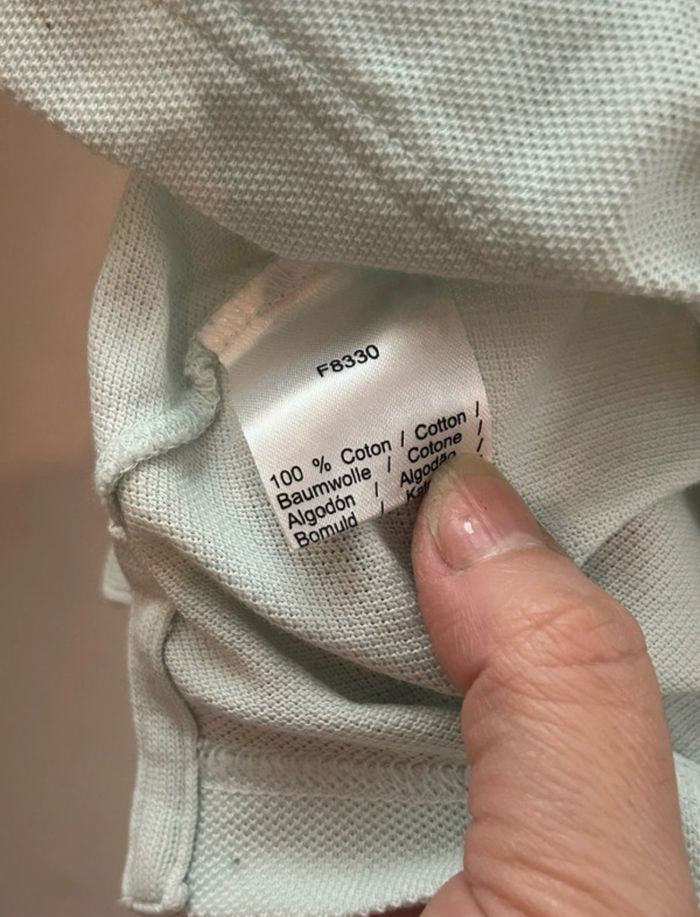 F8330
100 % Coton / Cotton /
Baumwolle / Cotone /
Algodón / Algodão /
Bomuld /